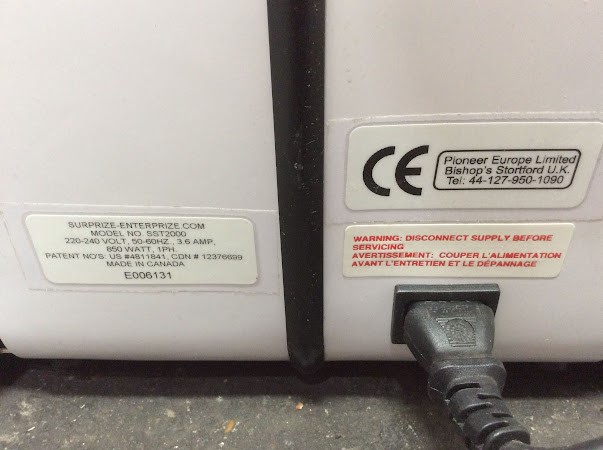 SURPRIZE-ENTERPRIZE COM
MODEL NO. SST2000
220-240 VOLT, 50-60HZ., 3.6 AMP.
850 WATT, 1PH.
PATENT NO'S: US #4811841, CDN # 12376699
MADE IN CANADA
E006131
CE
Pioneer Europe Limited
Bishop's Stortford U.K.
Tel: 44-127-950-1090
WARNING: DISCONNECT SUPPLY BEFORE
SERVICING
AVERTISSEMENT: COUPER L'ALIMENTATION
AVANT L'ENTRETIEN ET LE DÉPANNAGE